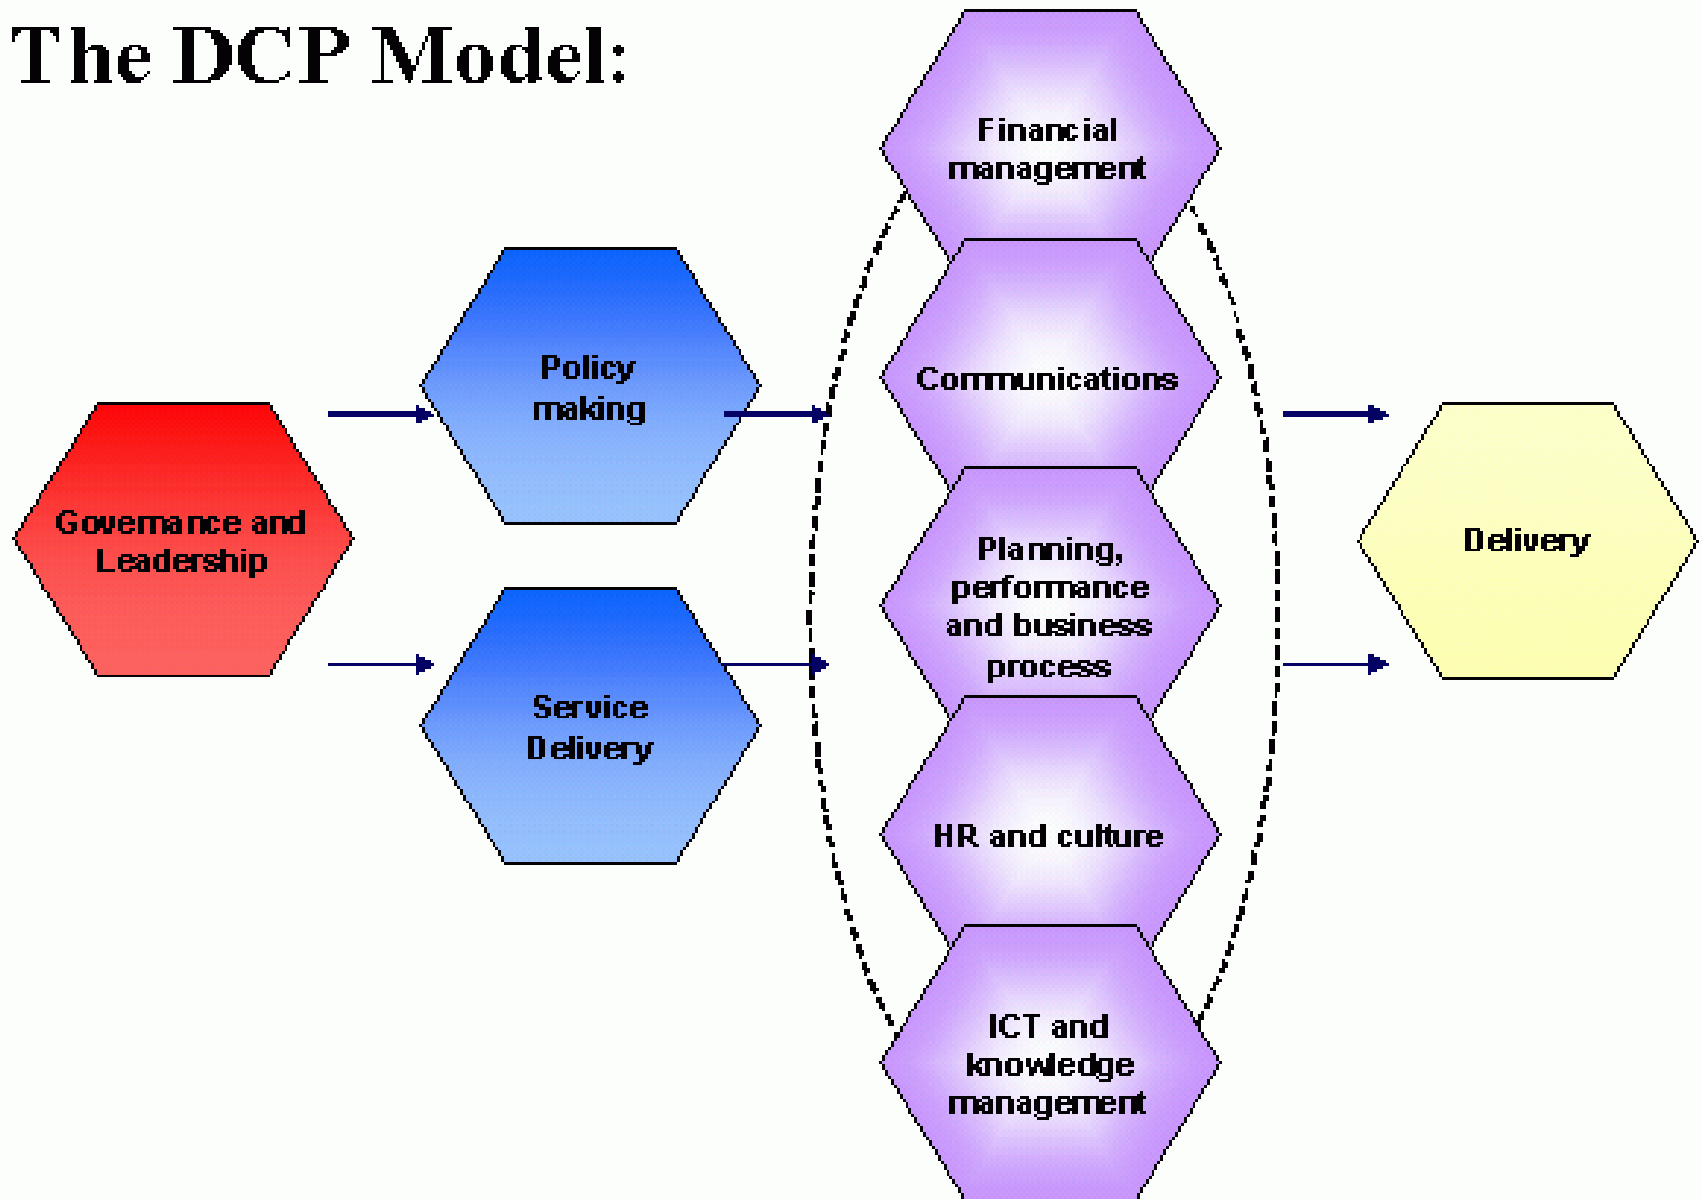 The DCP Model:
Financial
management
Communications
Planning,
performance
and business
process
HR and culture
ICT and
knowledge
management
Policy
making
Service
Delivery
Governance and
Leadership
Delivery